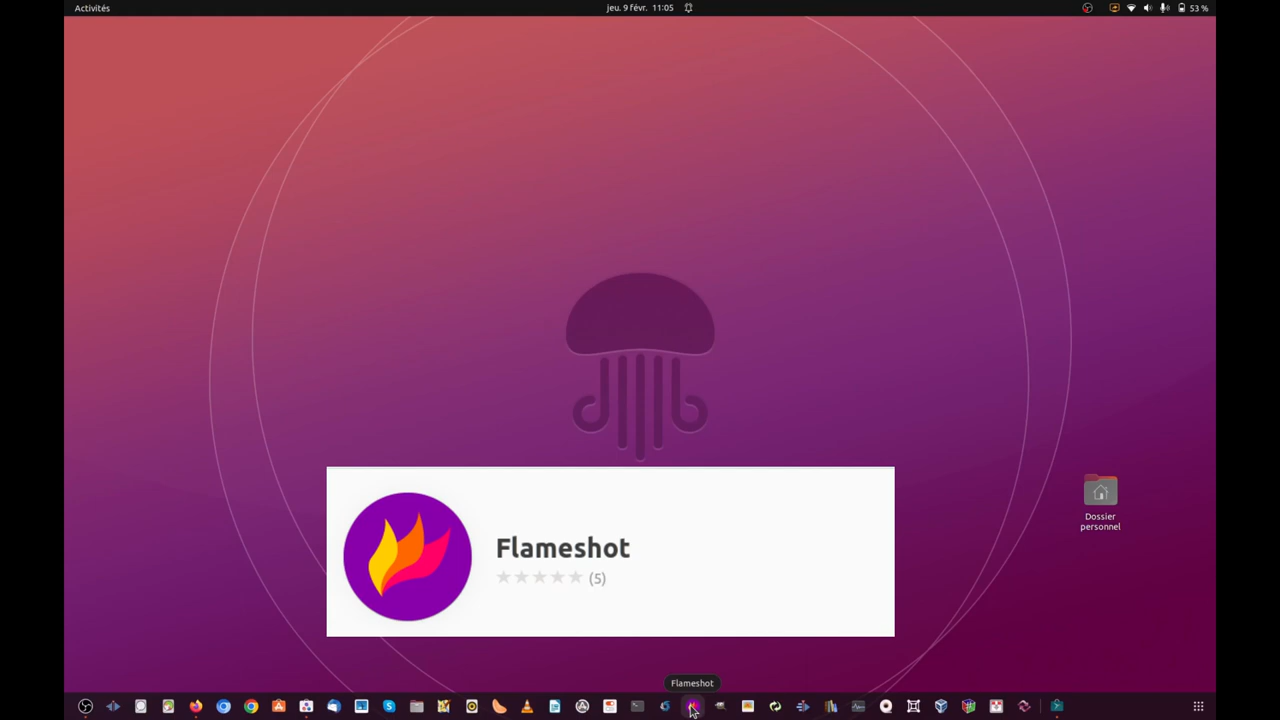 Activités
jeu. 9 févr. 11:05
53 %
Flameshot
(5)
Dossier
personnel
Flameshot